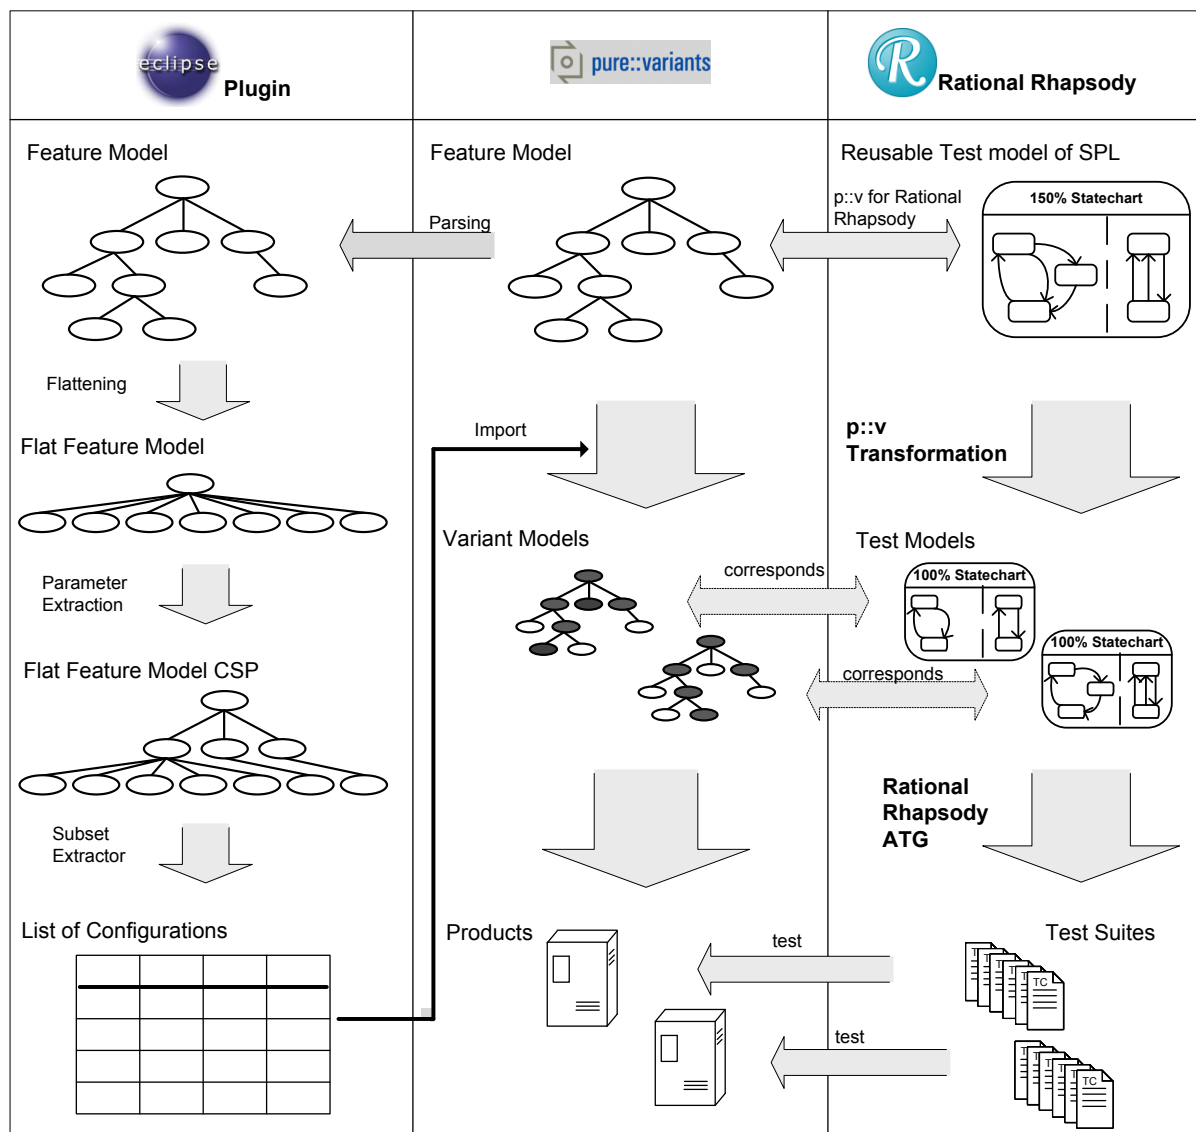 eclipse Plugin
pure::variants
R
Rational Rhapsody
Feature Model
Feature Model
Reusable Test model of SPL
Parsing
p::v for Rational
Rhapsody
150% Statechart
Flattening
Import
p::v
Transformation
Flat Feature Model
Parameter
Extraction
Variant Models
Test Models
corresponds
100% Statechart
100% Statechart
corresponds
Flat Feature Model CSP
Subset
Extractor
Rational
Rhapsody
ATG
List of Configurations
Products
test
Test Suites
TC
test
TC